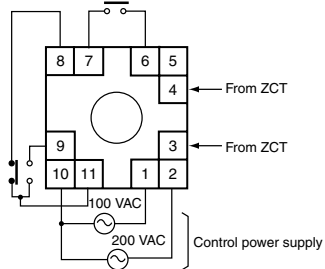 8 7 6 5
4 From ZCT
9 3 From ZCT
10 11 1 2
100 VAC
200 VAC Control power supply